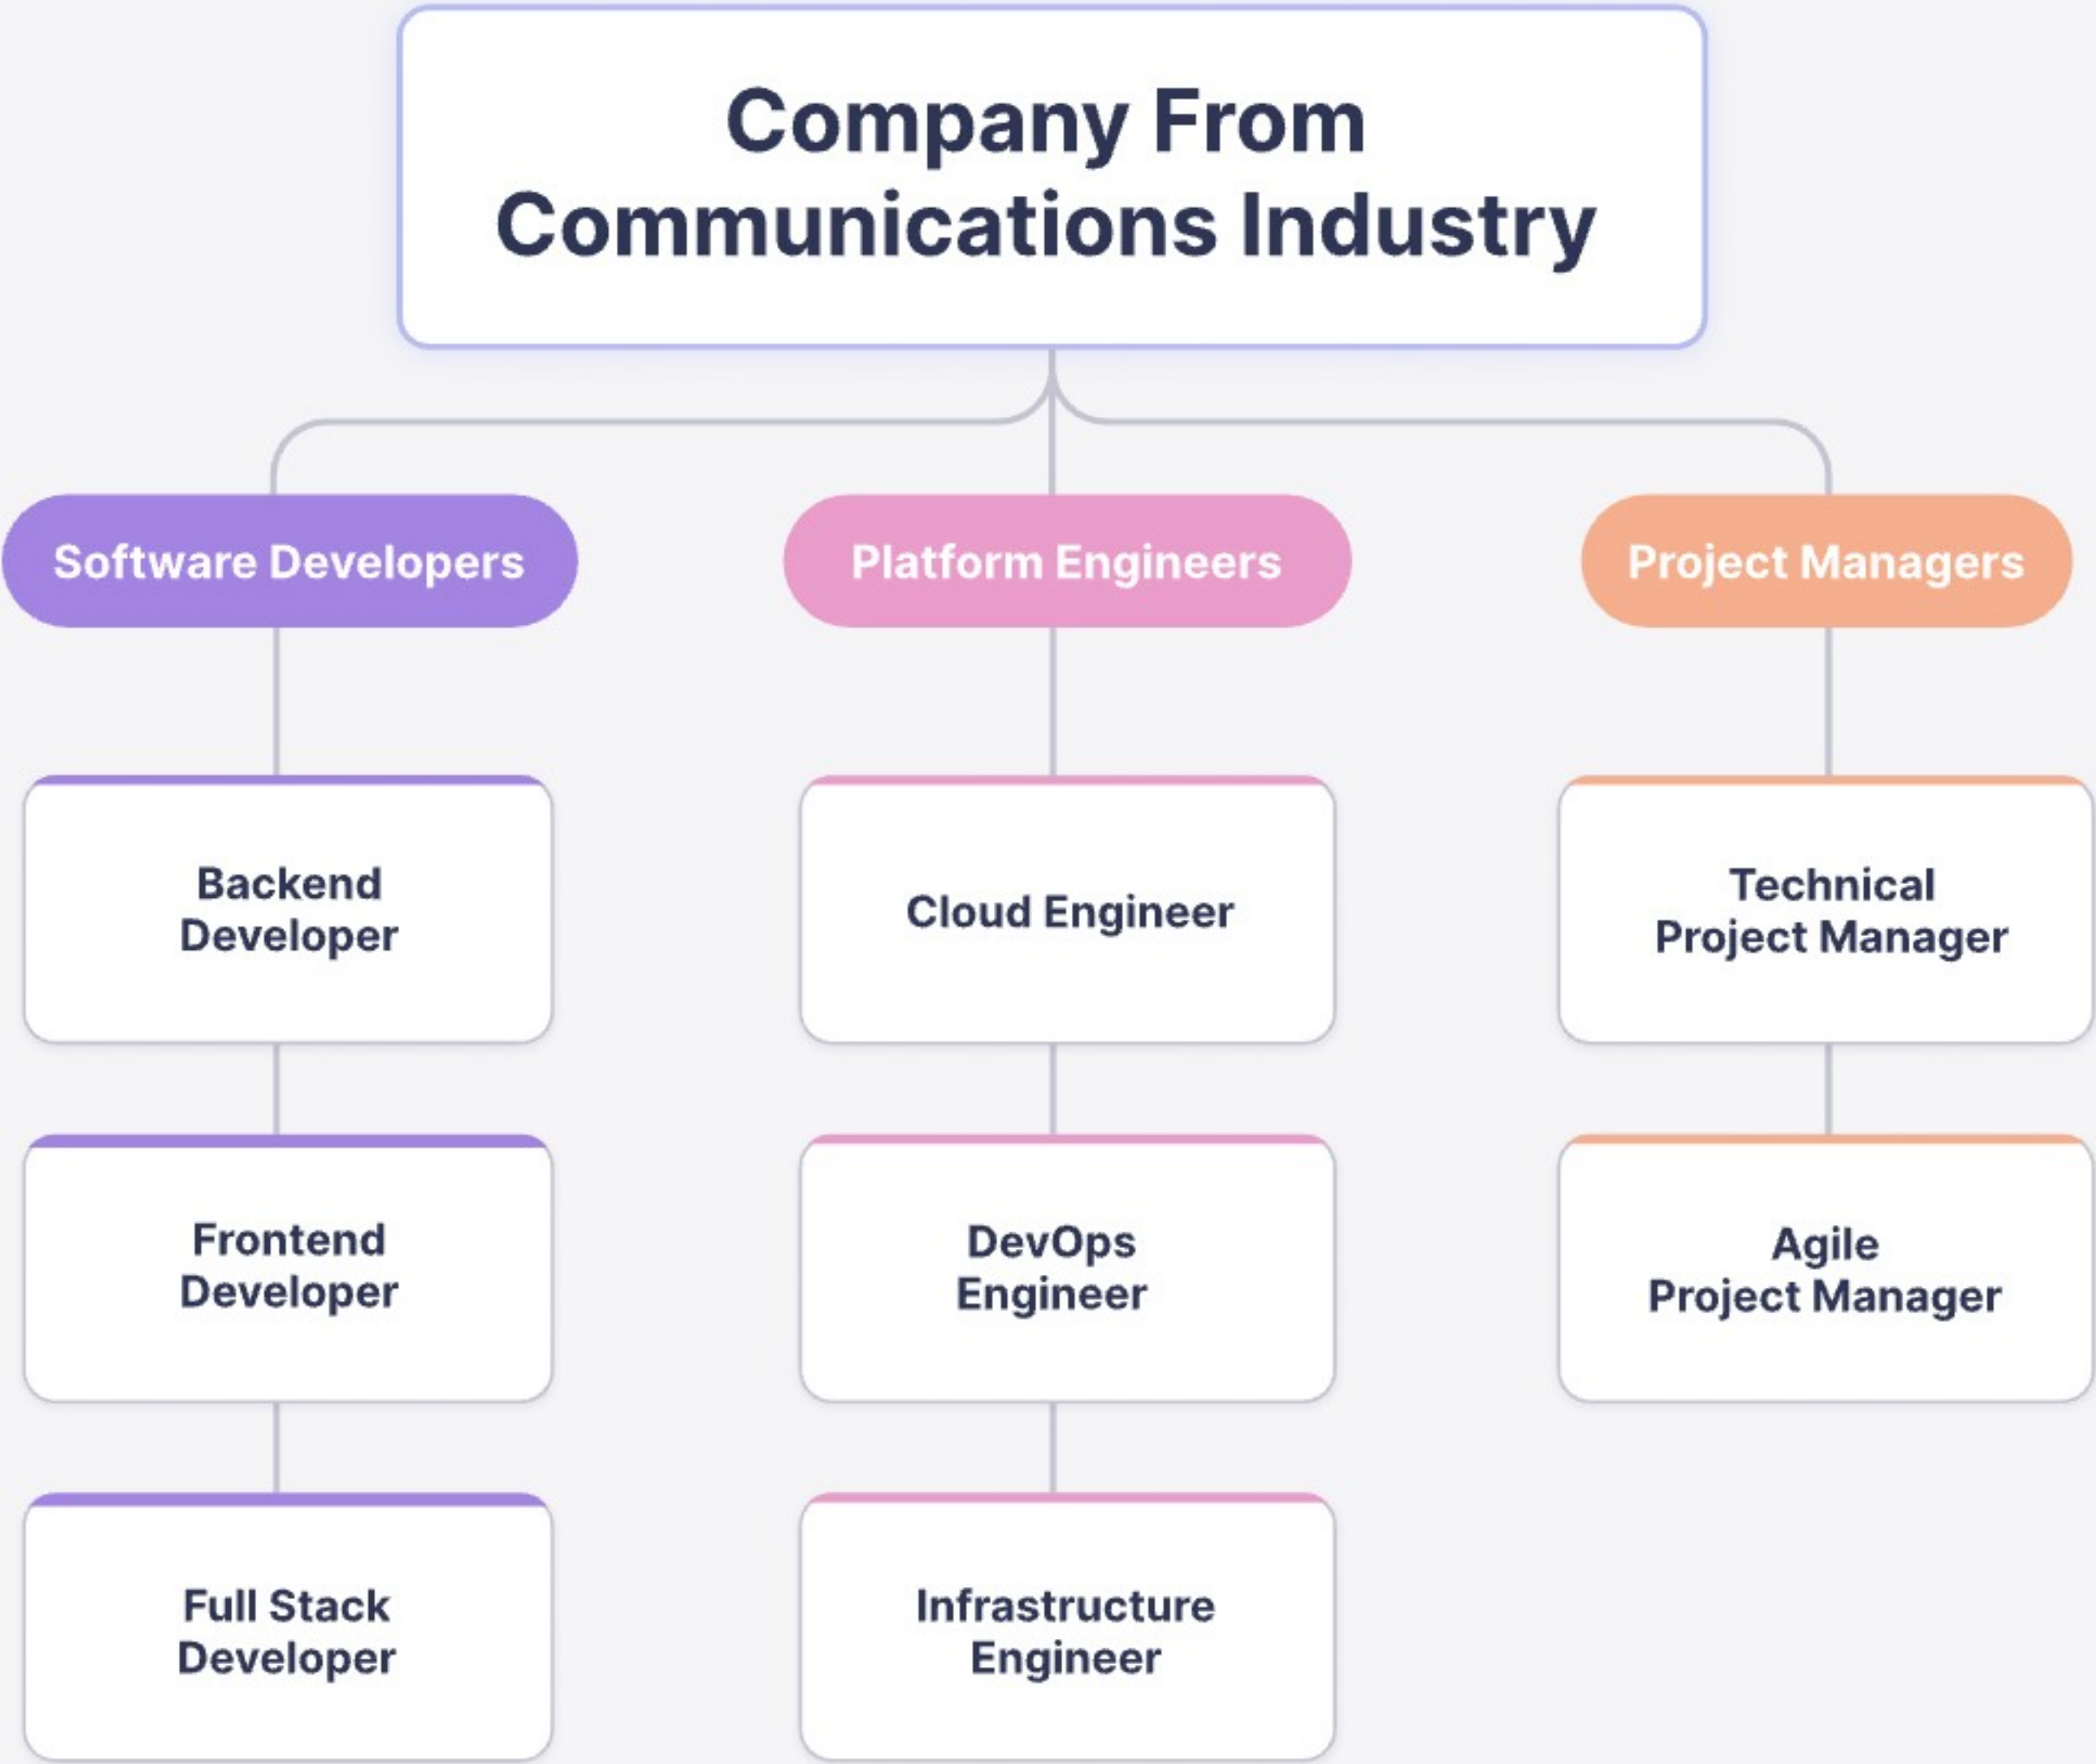 Company From
Communications Industry
Software Developers
Platform Engineers
Project Managers
Backend
Developer
Cloud Engineer
Technical
Project Manager
Frontend
Developer
DevOps
Engineer
Agile
Project Manager
Full Stack
Developer
Infrastructure
Engineer